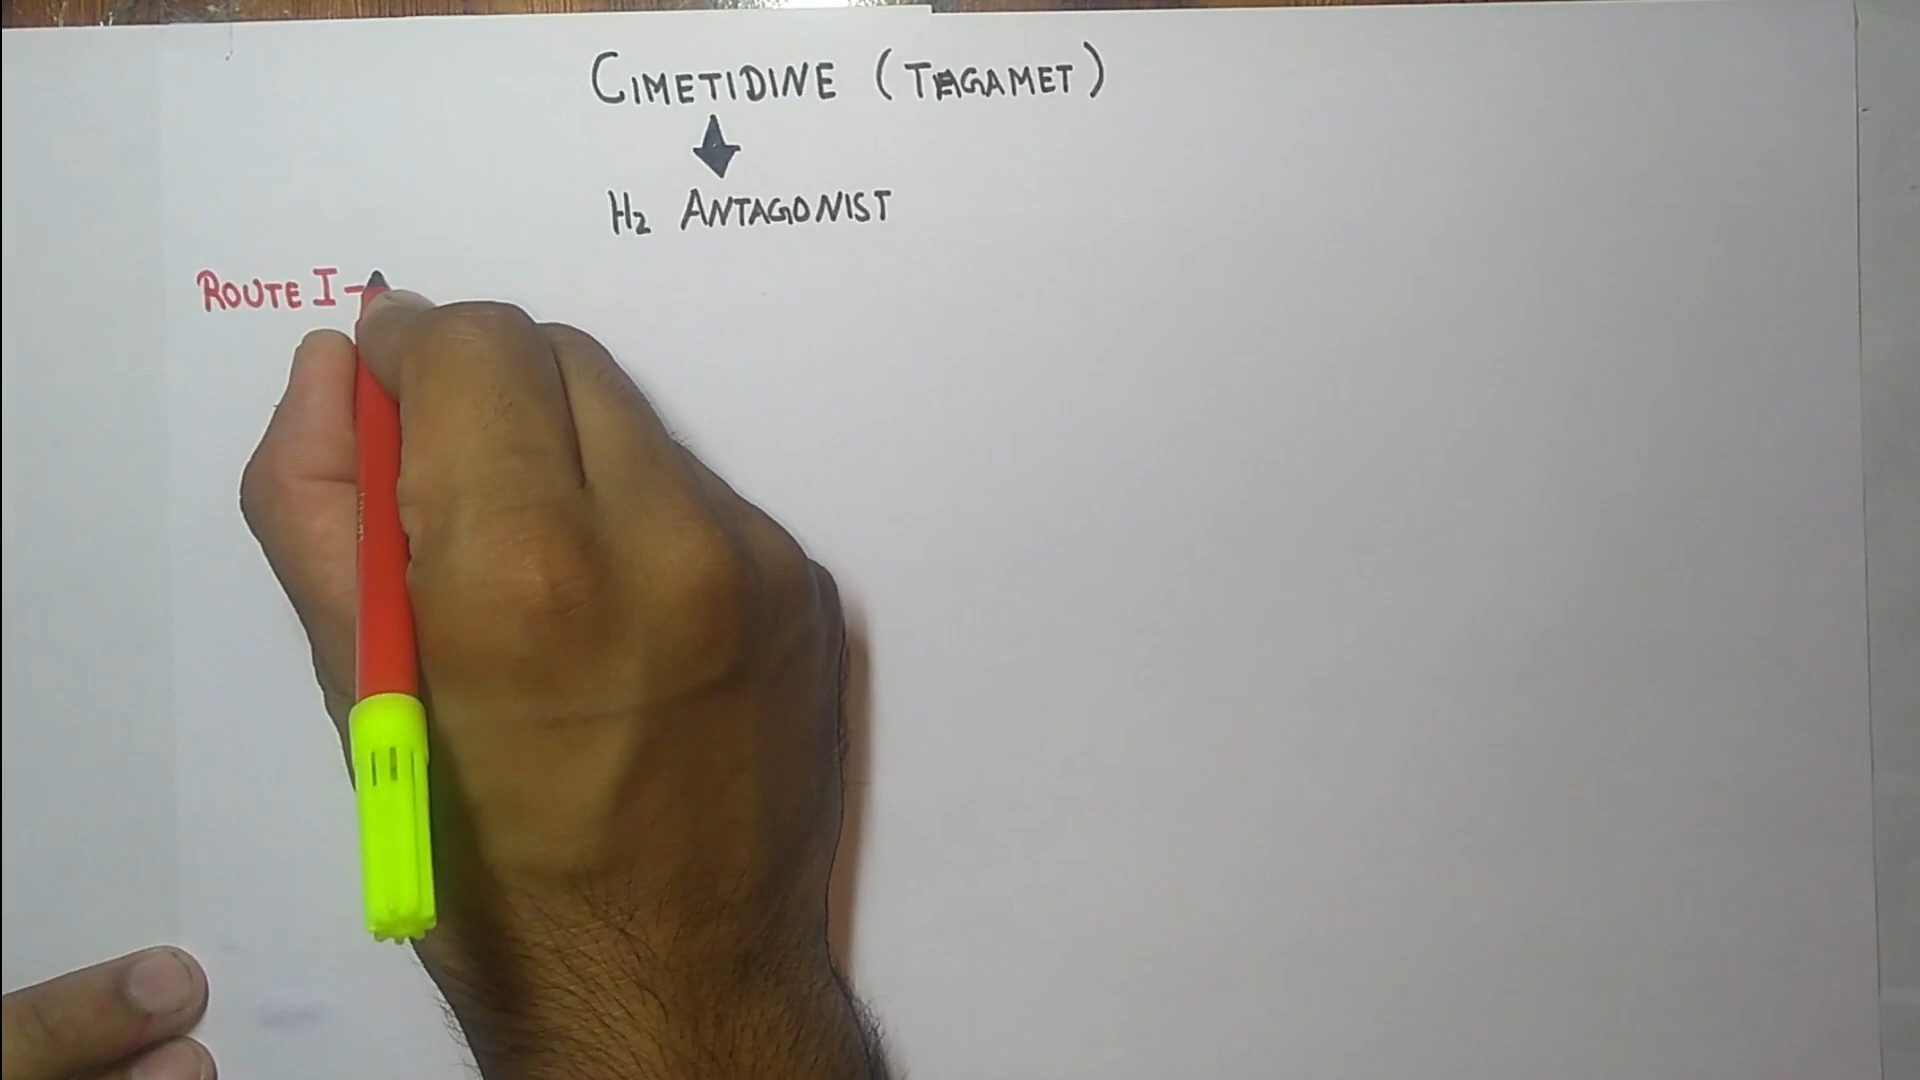 CIMETIDINE (TAGAMET)
H2 ANTAGONIST
ROUTE I-